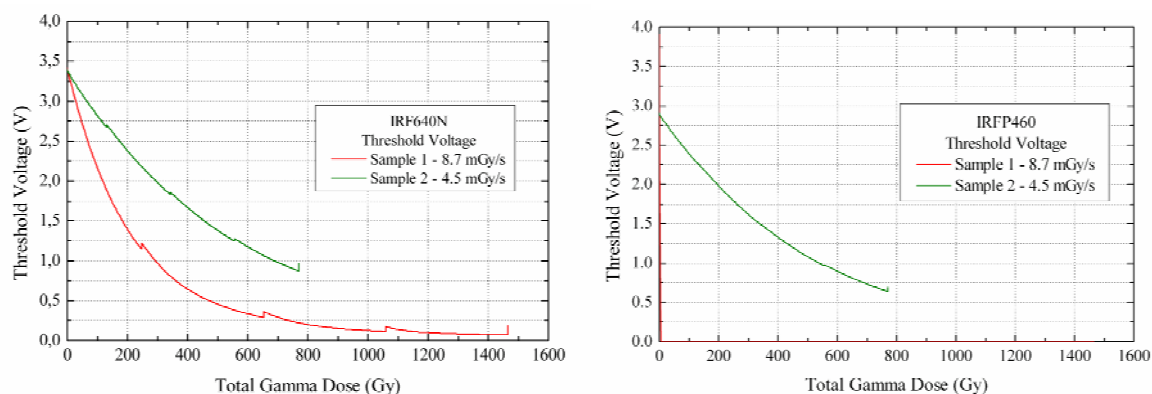 4,0
3,5
3,0
2,5
2,0
1,5
1,0
0,5
0,0
Threshold Voltage (V)
IRF640N
Threshold Voltage
Sample 1 - 8.7 mGy/s
Sample 2 - 4.5 mGy/s
0 200 400 600 800 1000 1200 1400 1600
Total Gamma Dose (Gy)
4.0
3.5
3.0
2.5
2.0
1.5
1.0
0.5
0.0
Threshold Voltage (V)
IRFP460
Threshold Voltage
Sample 1 - 8.7 mGy/s
Sample 2 - 4.5 mGy/s
0 200 400 600 800 1000 1200 1400 1600
Total Gamma Dose (Gy)